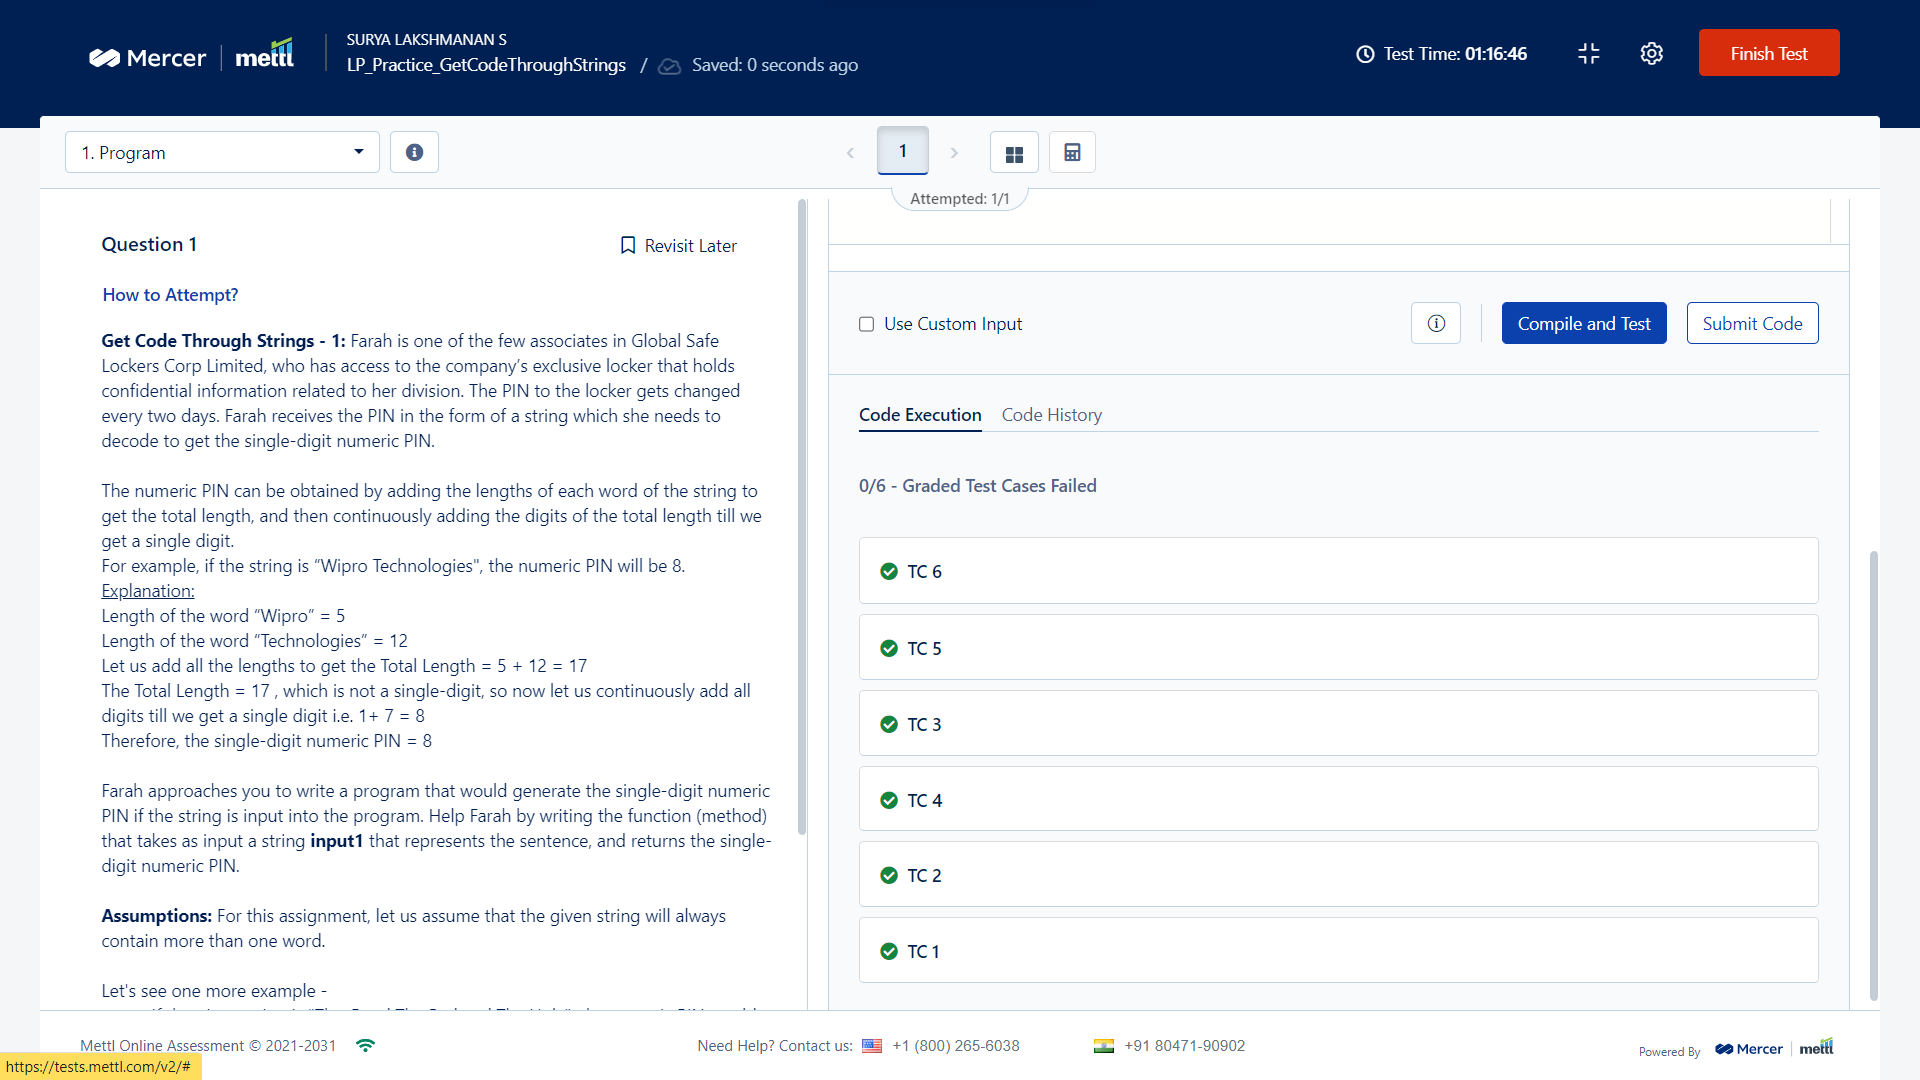 Mercer
mettl
SURYA LAKSHMANAN S
LP_Practice_GetCodeThroughStrings / Saved: 0 seconds ago
Test Time: 01:16:46
Finish Test
1. Program
1
Attempted: 1/1
Question 1
Revisit Later
How to Attempt?
Get Code Through Strings - 1: Farah is one of the few associates in Global Safe
Lockers Corp Limited, who has access to the company’s exclusive locker that holds
confidential information related to her division. The PIN to the locker gets changed
every two days. Farah receives the PIN in the form of a string which she needs to
decode to get the single-digit numeric PIN.
The numeric PIN can be obtained by adding the lengths of each word of the string to
get the total length, and then continuously adding the digits of the total length till we
get a single digit.
For example, if the string is “Wipro Technologies", the numeric PIN will be 8.
Explanation:
Length of the word “Wipro” = 5
Length of the word “Technologies” = 12
Let us add all the lengths to get the Total Length = 5 + 12 = 17
The Total Length = 17 , which is not a single-digit, so now let us continuously add all
digits till we get a single digit i.e. 1+ 7 = 8
Therefore, the single-digit numeric PIN = 8
Farah approaches you to write a program that would generate the single-digit numeric
PIN if the string is input into the program. Help Farah by writing the function (method)
that takes as input a string input1 that represents the sentence, and returns the single-
digit numeric PIN.
Assumptions: For this assignment, let us assume that the given string will always
contain more than one word.
Let's see one more example -
Use Custom Input
Compile and Test
Submit Code
Code Execution
Code History
0/6 - Graded Test Cases Failed
TC 6
TC 5
TC 3
TC 4
TC 2
TC 1
Mettl Online Assessment © 2021-2031
Need Help? Contact us:
+1 (800) 265-6038
+91 80471-90902
Powered By
Mercer
mettl
https://tests.mettl.com/v2/#